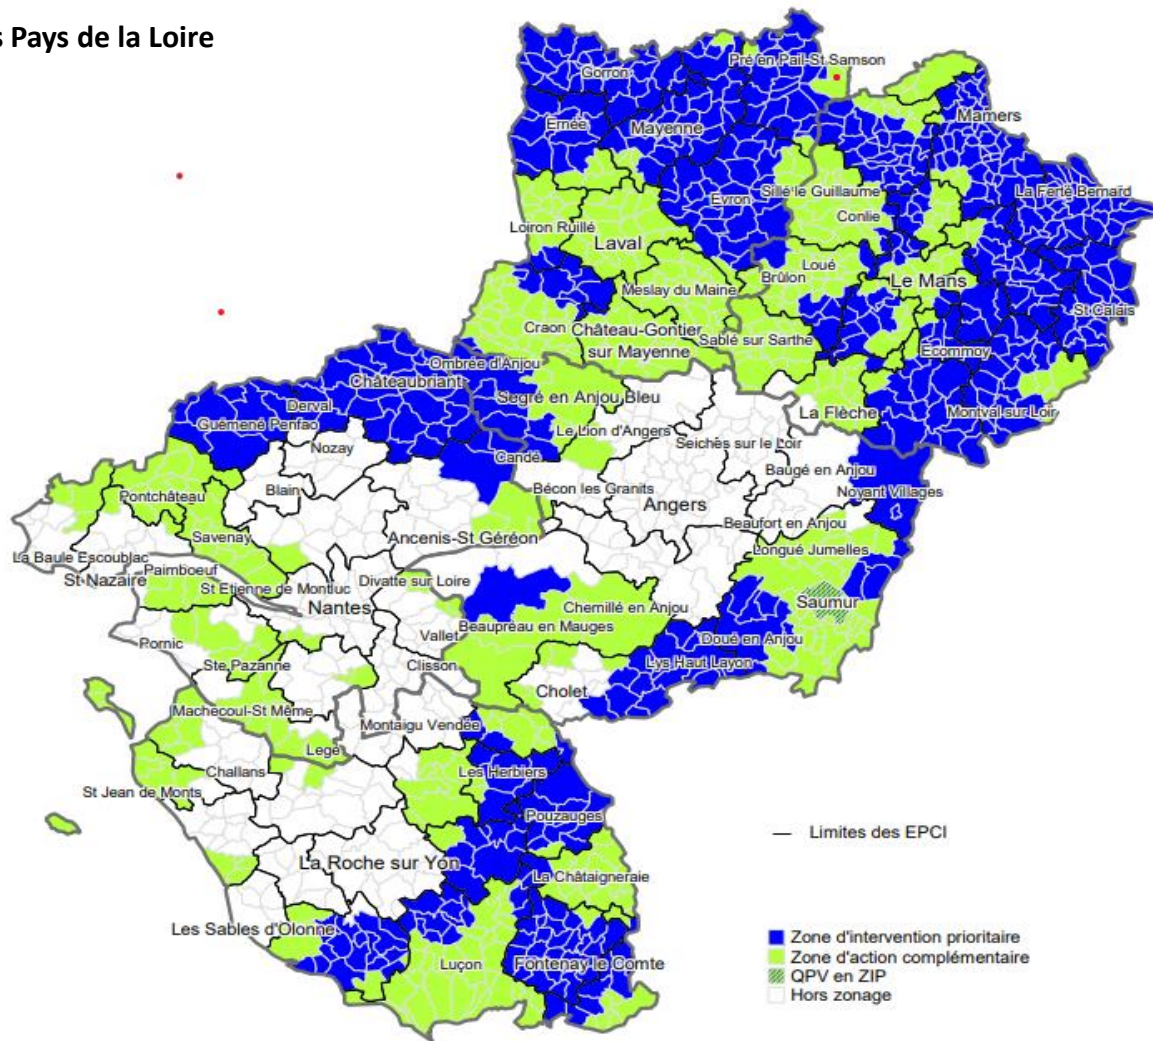 s Pays de la Loire
Pré en Pail-St Samson
Gorron
Mamers
Ernée
Mayenne
La Ferté Bernard
Sillé le Guillaume
Evron
Conlie
Loiron Ruillé
Laval
Loué
Brûlon
Le Mans
Meslay du Maine
St Calais
Craon
Château-Gontier
sur Mayenne
Sablé sur Sarthe
Ecommoy
Ombrée d'Anjou
Châteaubriant
Segré en Anjou Bleu
Derval
La Flèche
Montval sur Loir
Guémené Penfao
Le Lion d'Angers
Nozay
Seiches sur le Loir
Candé
Baugé en Anjou
Blain
Bécon les Granits
Noyant Villages
Pontchâteau
Angers
Beaufort en Anjou
Savenay
Ancenis-St Géréon
La Baule Escoublac
Longué Jumelles
Paimboeuf
St Nazaire
St Etienne de Montluc
Divatte sur Loire
Nantes
Chemillé en Anjou
Saumur
Beaupréau en Mauges
Vallet
Doué en Anjou
Pornic
Ste Pazanne
Clisson
Lys Haut Layon
Cholet
Machecoul-St Même
Montaigu Vendée
Legé
Challans
Les Herbiers
St Jean de Monts
Pouzauges
Limites des EPCI
La Roche sur Yon
La Châtaigneraie
Les Sables d'Olonne
Luçon
Fontenay le Comte
Zone d'intervention prioritaire
Zone d'action complémentaire
QPV en ZIP
Hors zonage